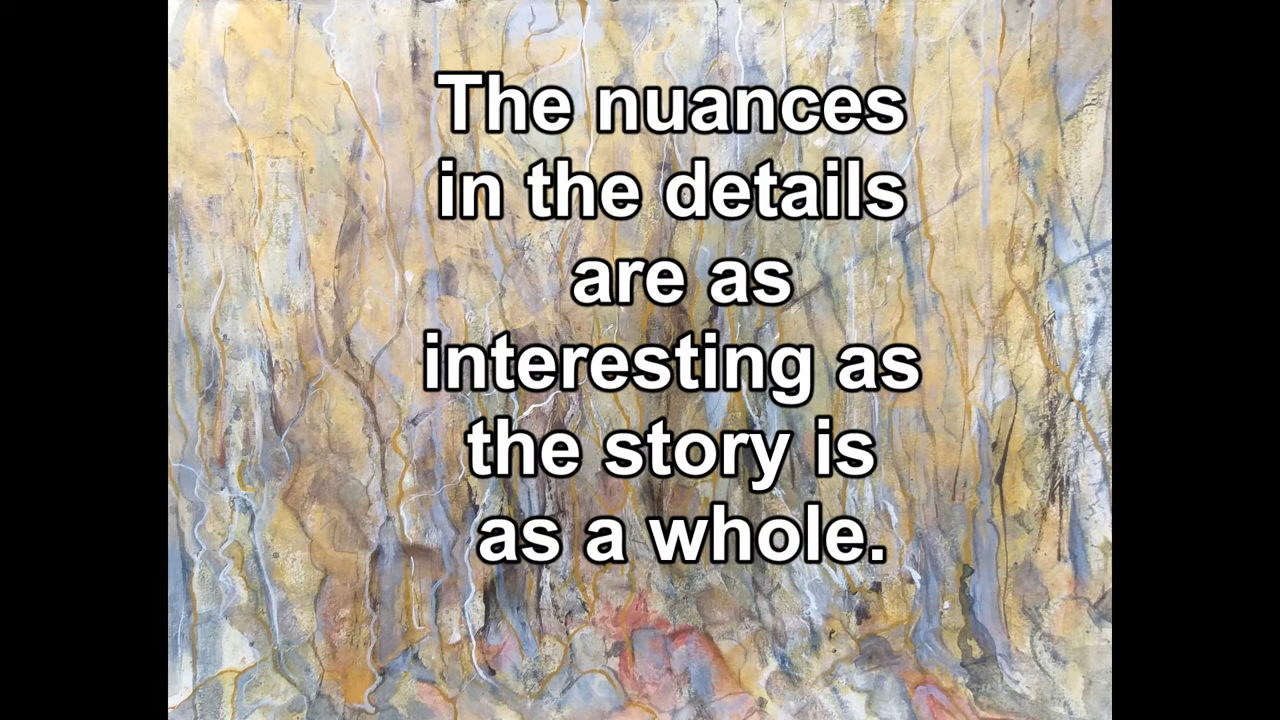 The nuances
in the details
are as
interesting as
the story is
as a whole.